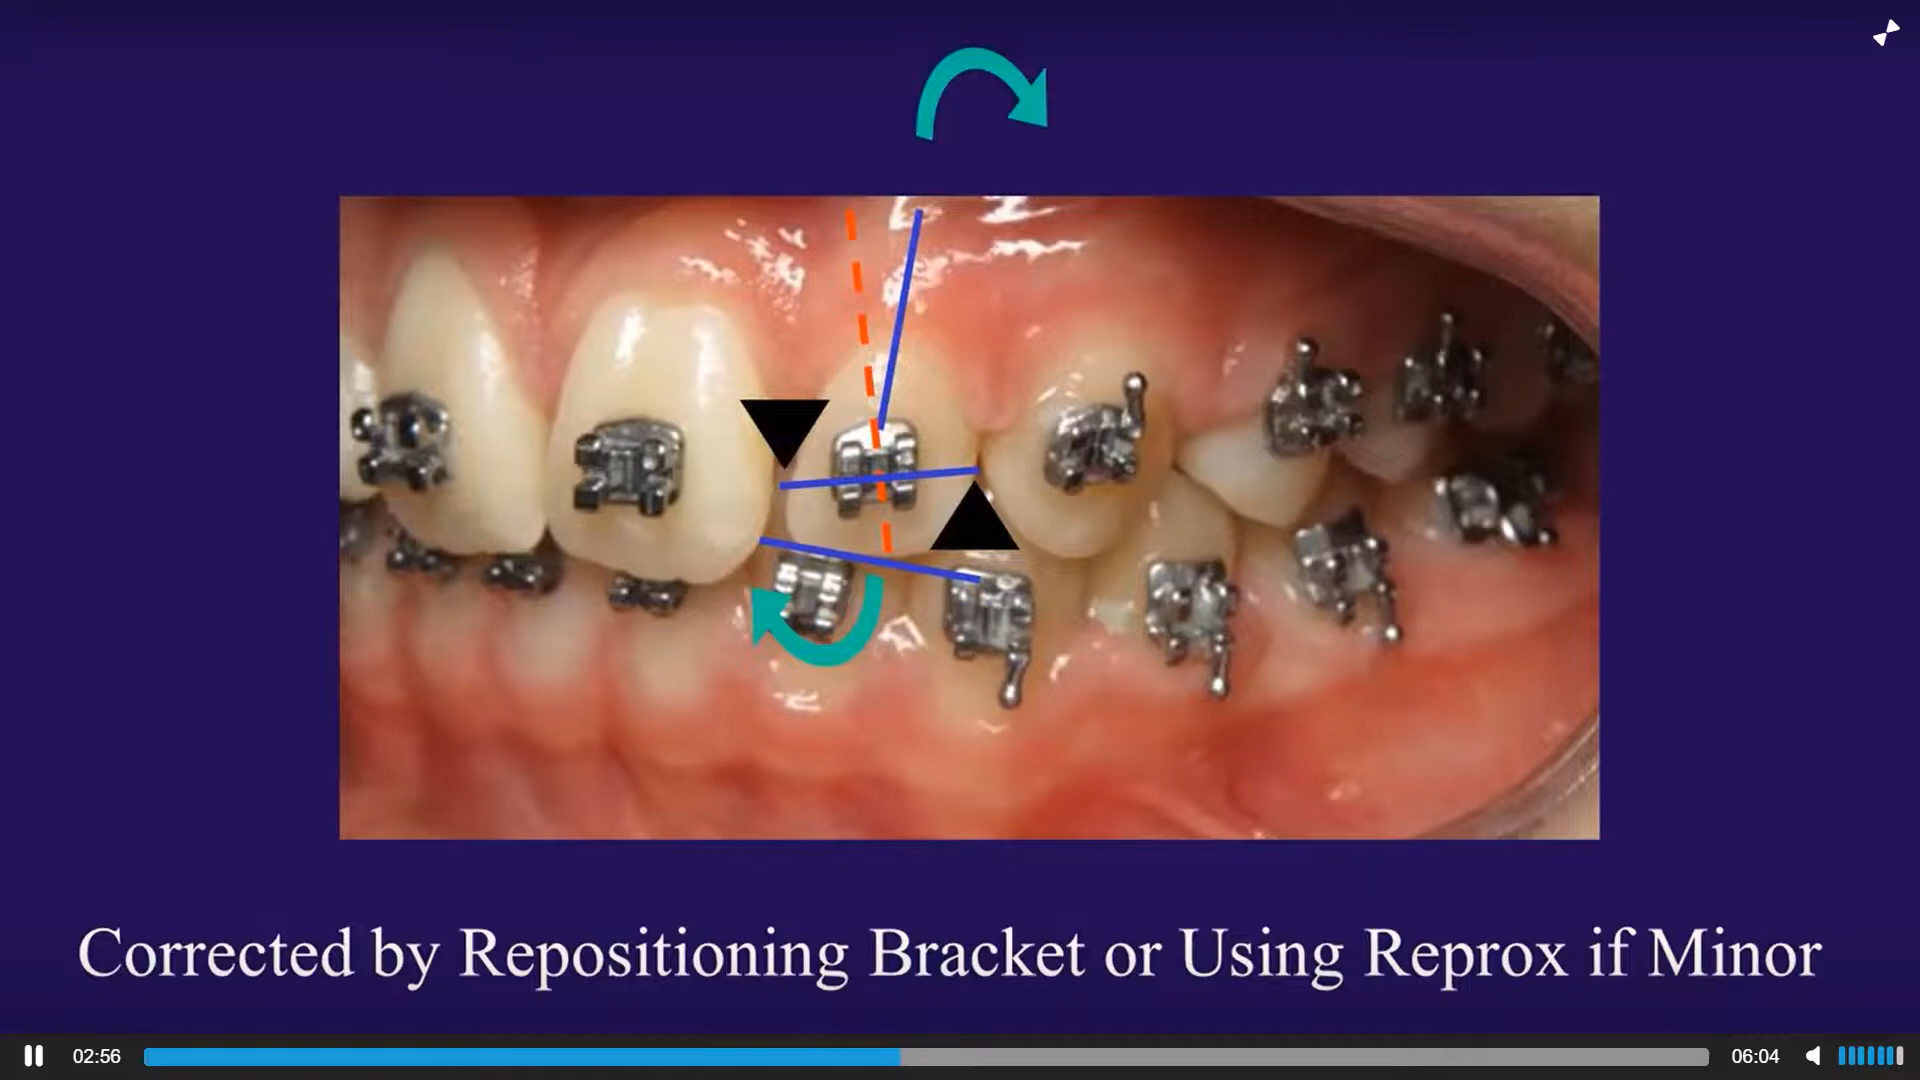 Corrected by Repositioning Bracket or Using Reprox if Minor
02:56
06:04